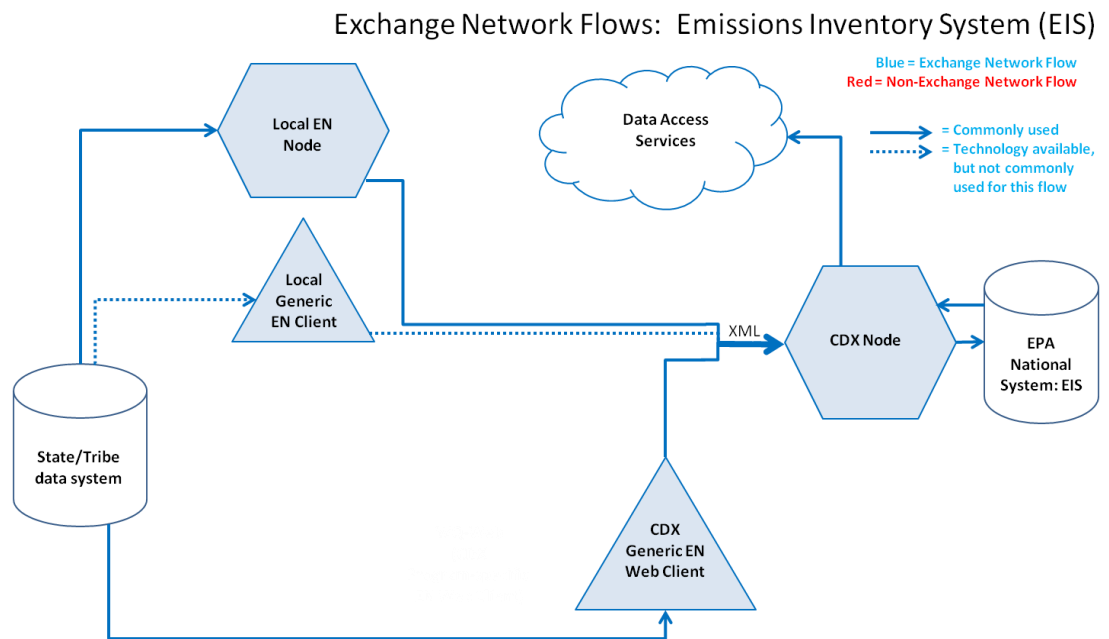 Exchange Network Flows:  Emissions Inventory System (EIS)
Blue = Exchange Network Flow
Red = Non-Exchange Network Flow
= Commonly used
= Technology available,
but not commonly
used for this flow
Local EN
Node
Data Access
Services
Local
Generic
EN Client
XML
CDX Node
EPA
National
System: EIS
State/Tribe
data system
CDX
Generic EN
Web Client